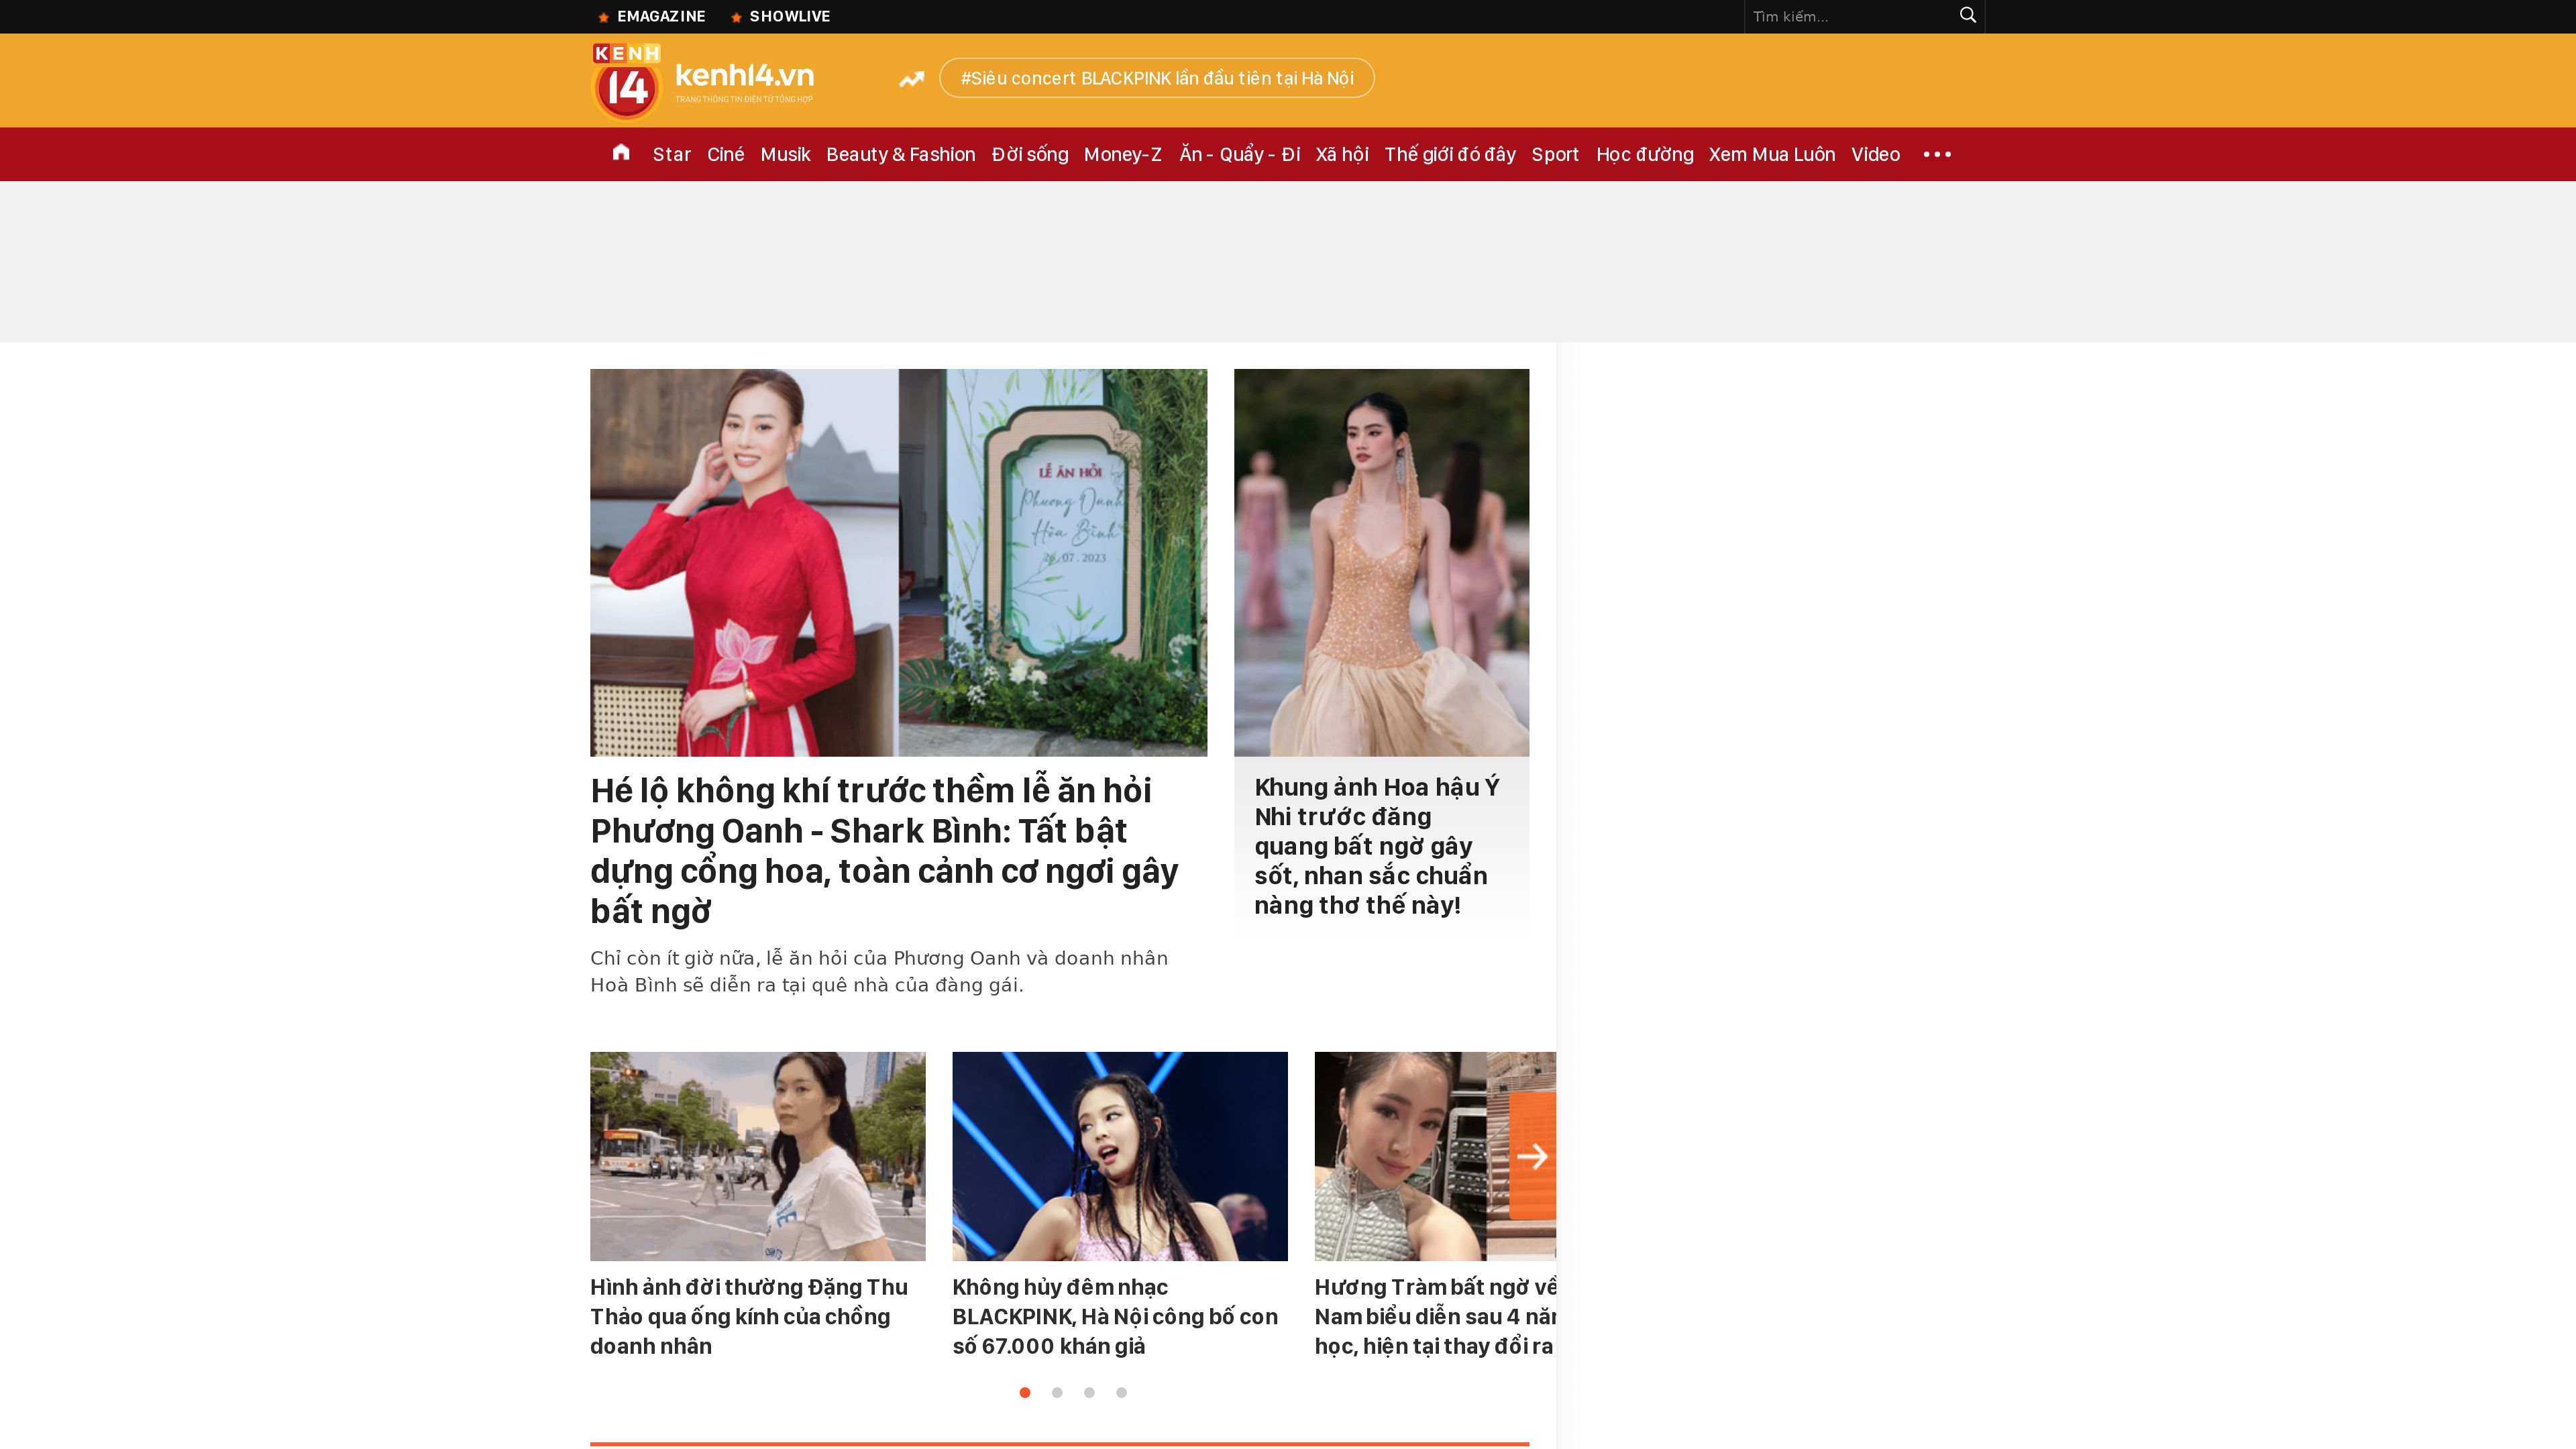 EMAGAZINE
SHOWLIVE
Tìm kiếm...
KENH
14
kenh14.vn
TRANG THÔNG TIN ĐIỆN TỬ TỔNG HỢP
#Siêu concert BLACKPINK lần đầu tiên tại Hà Nội
Star
Ciné
Musik
Beauty & Fashion
Đời sống
Money-Z
Ăn - Quẩy - Đi
Xã hội
Thế giới đó đây
Sport
Học đường
Xem Mua Luôn
Video
LỄ ĂN HỎI
Phương Oanh
Hòa Bình
26.07.2023
Hé lộ không khí trước thềm lễ ăn hỏi
Phương Oanh - Shark Bình: Tất bật
dựng cổng hoa, toàn cảnh cơ ngơi gây
bất ngờ
Chỉ còn ít giờ nữa, lễ ăn hỏi của Phương Oanh và doanh nhân
Hoà Bình sẽ diễn ra tại quê nhà của đàng gái.
Khung ảnh Hoa hậu Ý
Nhi trước đăng
quang bất ngờ gây
sốt, nhan sắc chuẩn
nàng thơ thế này!
Hình ảnh đời thường Đặng Thu
Thảo qua ống kính của chồng
doanh nhân
Không hủy đêm nhạc
BLACKPINK, Hà Nội công bố con
số 67.000 khán giả
Hương Tràm bất ngờ về
Nam biểu diễn sau 4 
học, hiện tại thay đổi ra